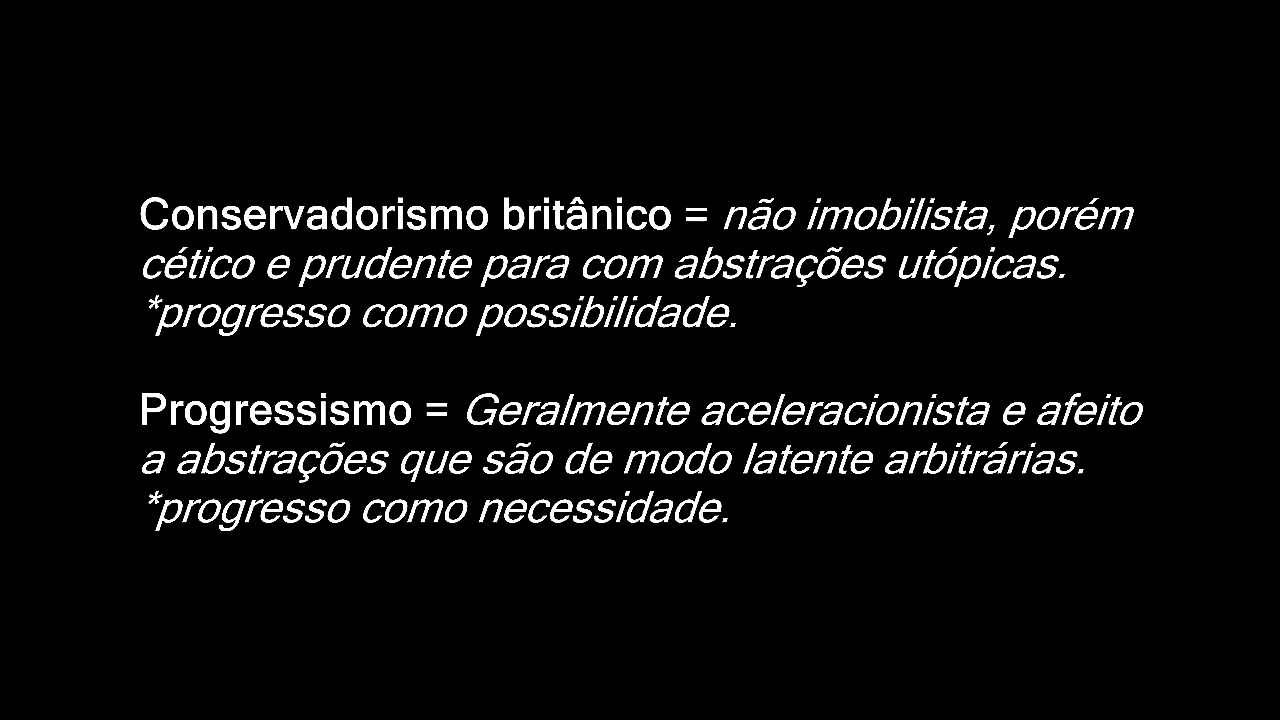 Conservadorismo britânico = não imobilista, porém
cético e prudente para com abstrações utópicas.
*progresso como possibilidade.
Progressismo = Geralmente aceleracionista e afeito
a abstrações que são de modo latente arbitrárias.
*progresso como necessidade.